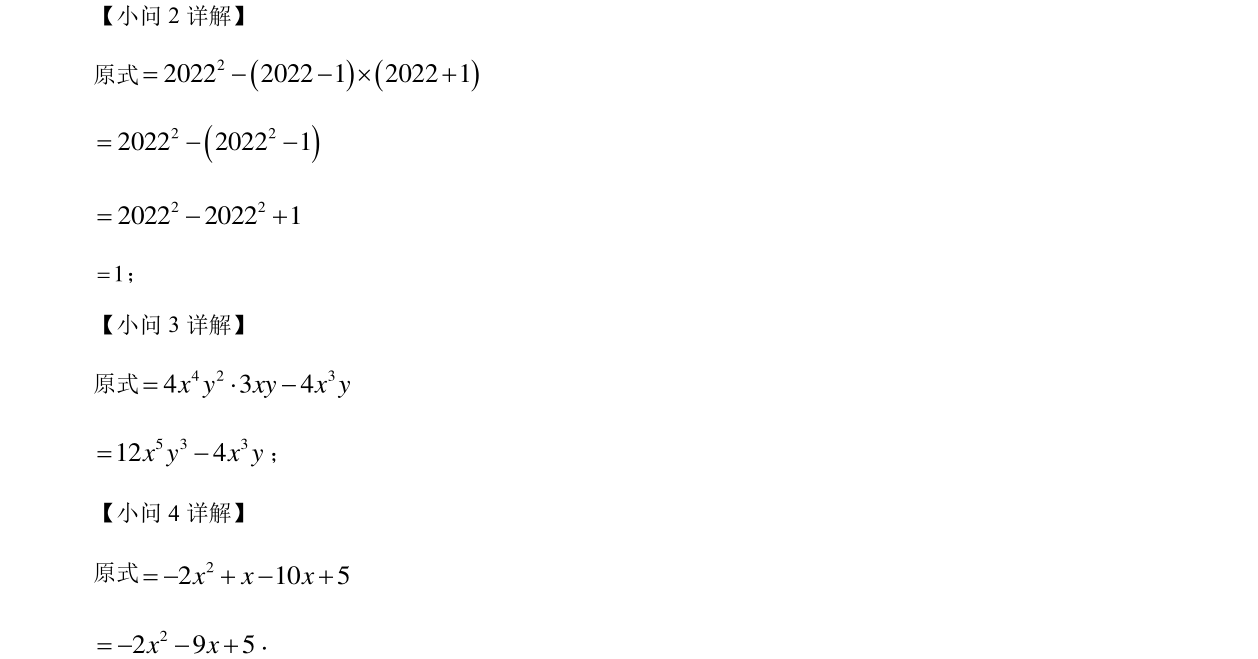 【小问 2 详解】
原式 = 2022² − (2022 − 1) × (2022 + 1)
= 2022² − (2022² − 1)
= 2022² − 2022² + 1
= 1；
【小问 3 详解】
原式 = 4x⁴y² · 3xy − 4x³y
= 12x⁵y³ − 4x³y；
【小问 4 详解】
原式 = −2x² + x − 10x + 5
= −2x² − 9x + 5．